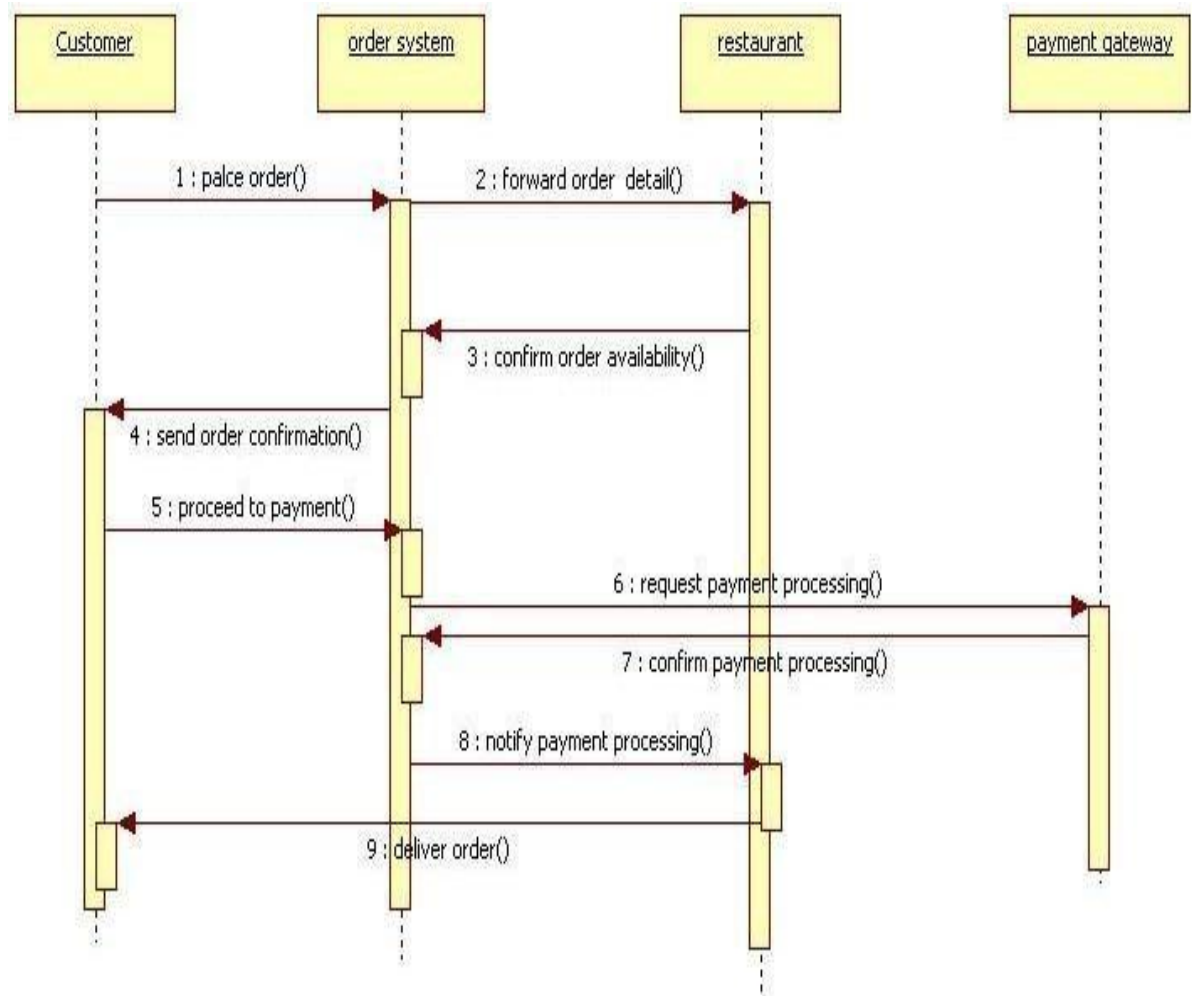 Customer
order system
restaurant
payment gateway
1 : palce order()
2 : forward order detail()
3 : confirm order availability()
4 : send order confirmation()
5 : proceed to payment()
6 : request payment processing()
7 : confirm payment processing()
8 : notify payment processing()
9 : deliver order()